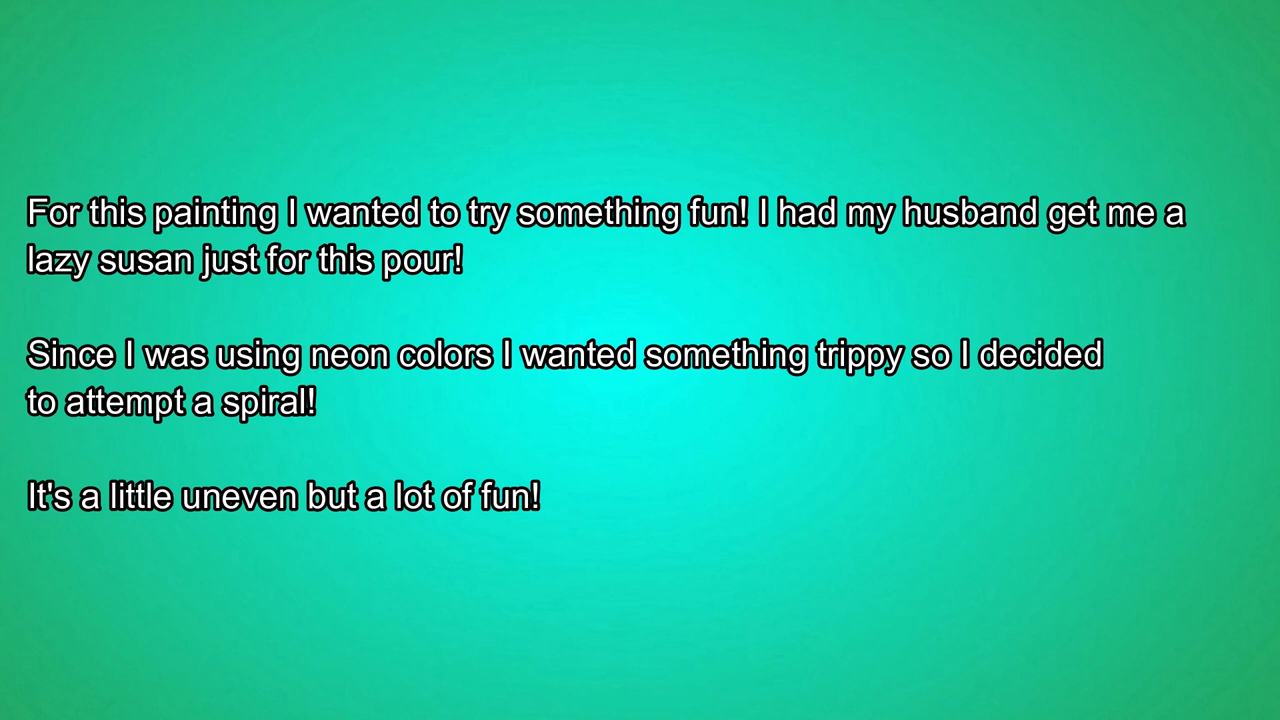 For this painting I wanted to try something fun! I had my husband get me a
lazy susan just for this pour!
Since I was using neon colors I wanted something trippy so I decided
to attempt a spiral!
It's a little uneven but a lot of fun!